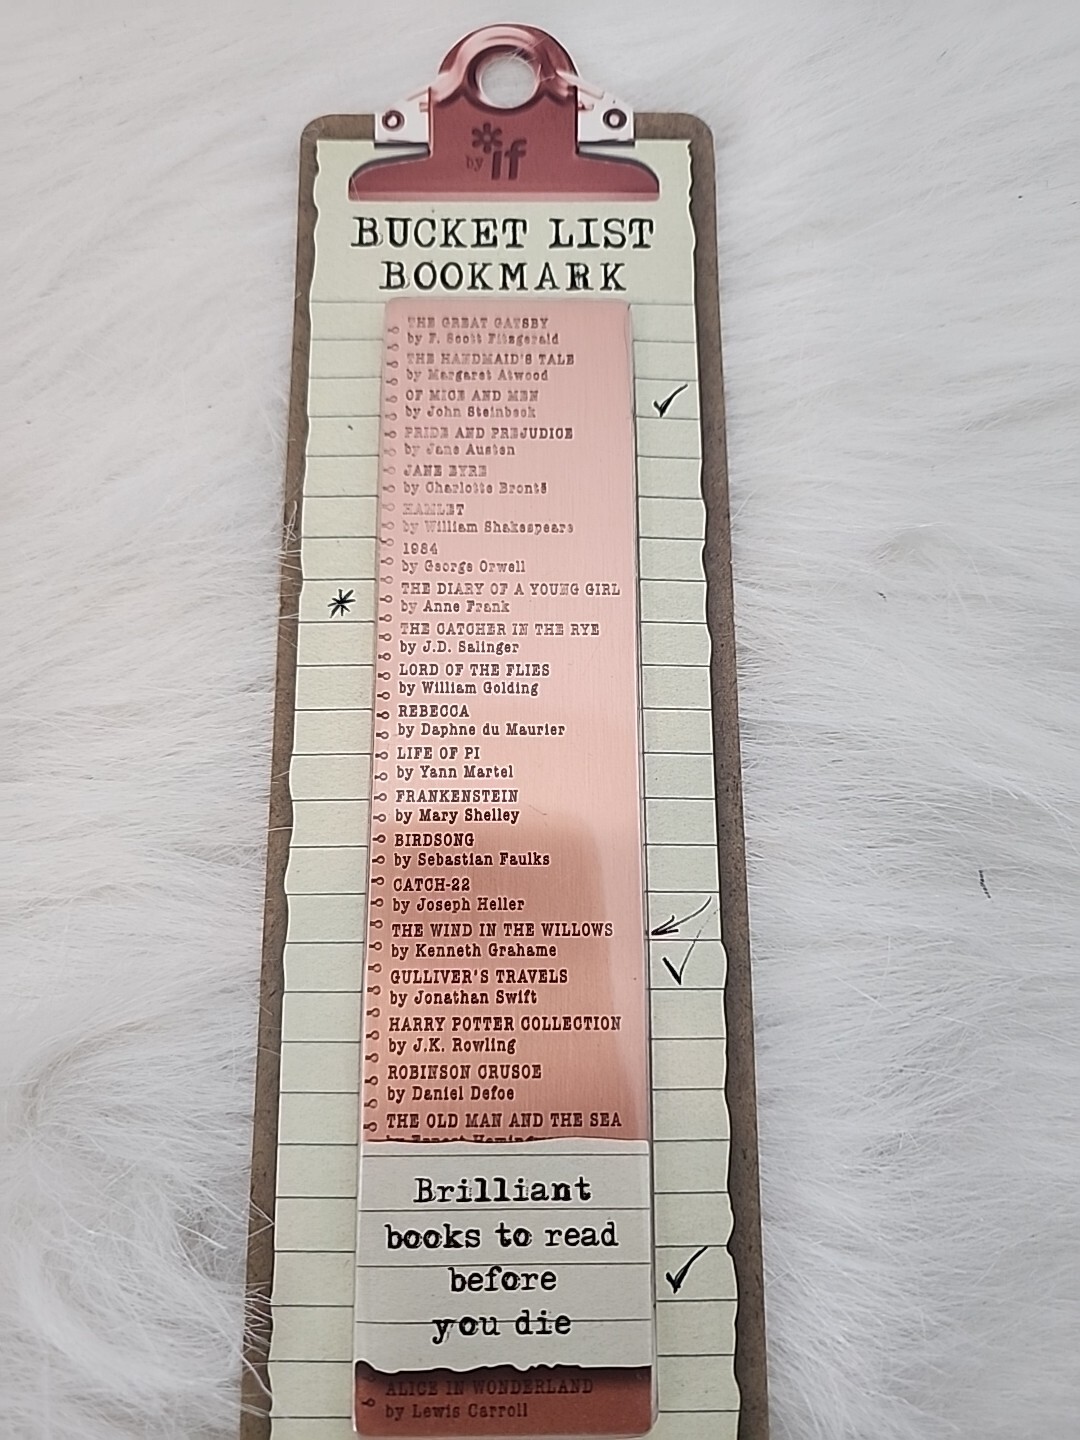 *
by if
BUCKET LIST
BOOKMARK
THE GREAT GATSBY
by F. Scott Fitzgerald
THE HANDMAID'S TALE
by Margaret Atwood
OF MICE AND MEN
by John Steinbeck
PRIDE AND PREJUDICE
by Jane Austen
JANE EYRE
by Charlotte Brontë
HAMLET
by William Shakespeare
1984
by George Orwell
THE DIARY OF A YOUNG GIRL
by Anne Frank
THE CATCHER IN THE RYE
by J.D. Salinger
LORD OF THE FLIES
by William Golding
REBECCA
by Daphne du Maurier
LIFE OF PI
by Yann Martel
FRANKENSTEIN
by Mary Shelley
BIRDSONG
by Sebastian Faulks
CATCH-22
by Joseph Heller
THE WIND IN THE WILLOWS
by Kenneth Grahame
GULLIVER'S TRAVELS
by Jonathan Swift
HARRY POTTER COLLECTION
by J.K. Rowling
ROBINSON CRUSOE
by Daniel Defoe
THE OLD MAN AND THE SEA
by Ernest
Brilliant
books to read
before
you die
ALICE IN WONDERLAND
by Lewis Carroll